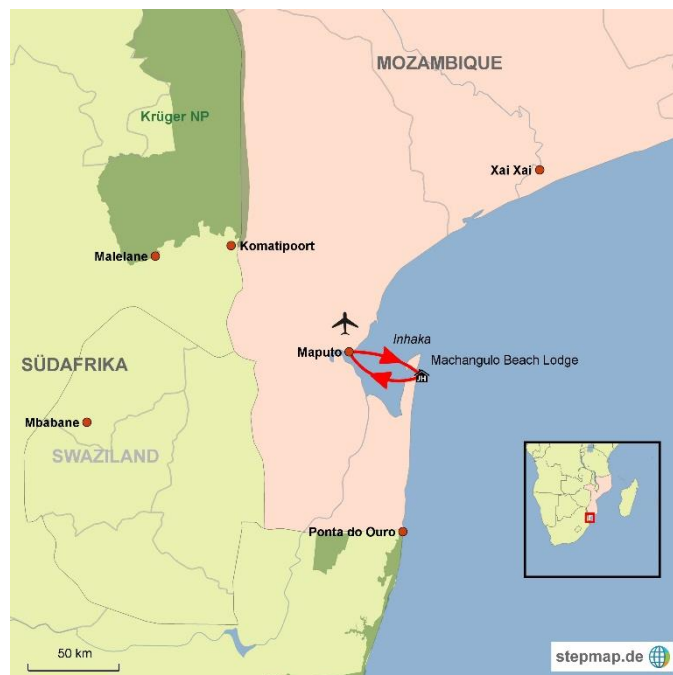 MOZAMBIQUE
Krüger NP
Xai Xai
Komatipoort
Malelane
Inhaka
Maputo
Machangulo Beach Lodge
SÜDAFRIKA
JH
Mbabane
SWAZILAND
Ponta do Ouro
50 km
stepmap.de